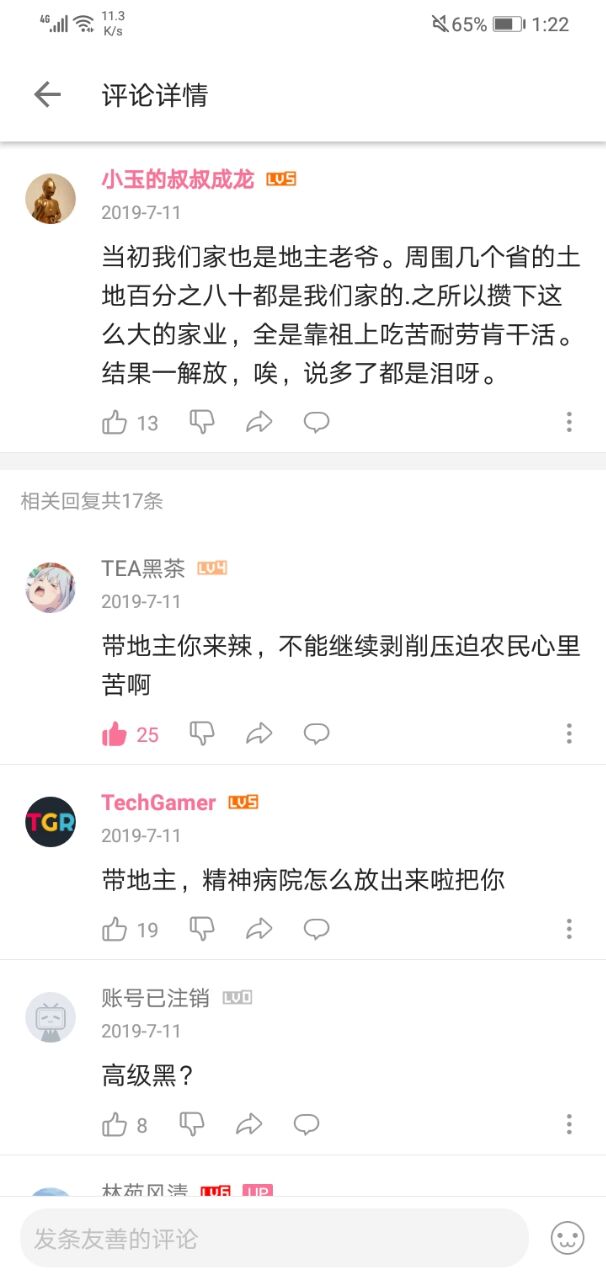 4G
11.3
K/s
65%
1:22
评论详情
小玉的叔叔成龙 LV5
2019-7-11
当初我们家也是地主老爷。周围几个省的土
地百分之八十都是我们家的.之所以攒下这
么大的家业，全是靠祖上吃苦耐劳肯干活。
结果一解放，唉，说多了都是泪呀。
13
相关回复共17条
TEA黑茶 LV4
2019-7-11
带地主你来辣，不能继续剥削压迫农民心里
苦啊
25
TGR
TechGamer LV5
2019-7-11
带地主，精神病院怎么放出来啦把你
19
账号已注销 LV0
2019-7-11
高级黑？
8
林苑风清 LV6 UP
发条友善的评论